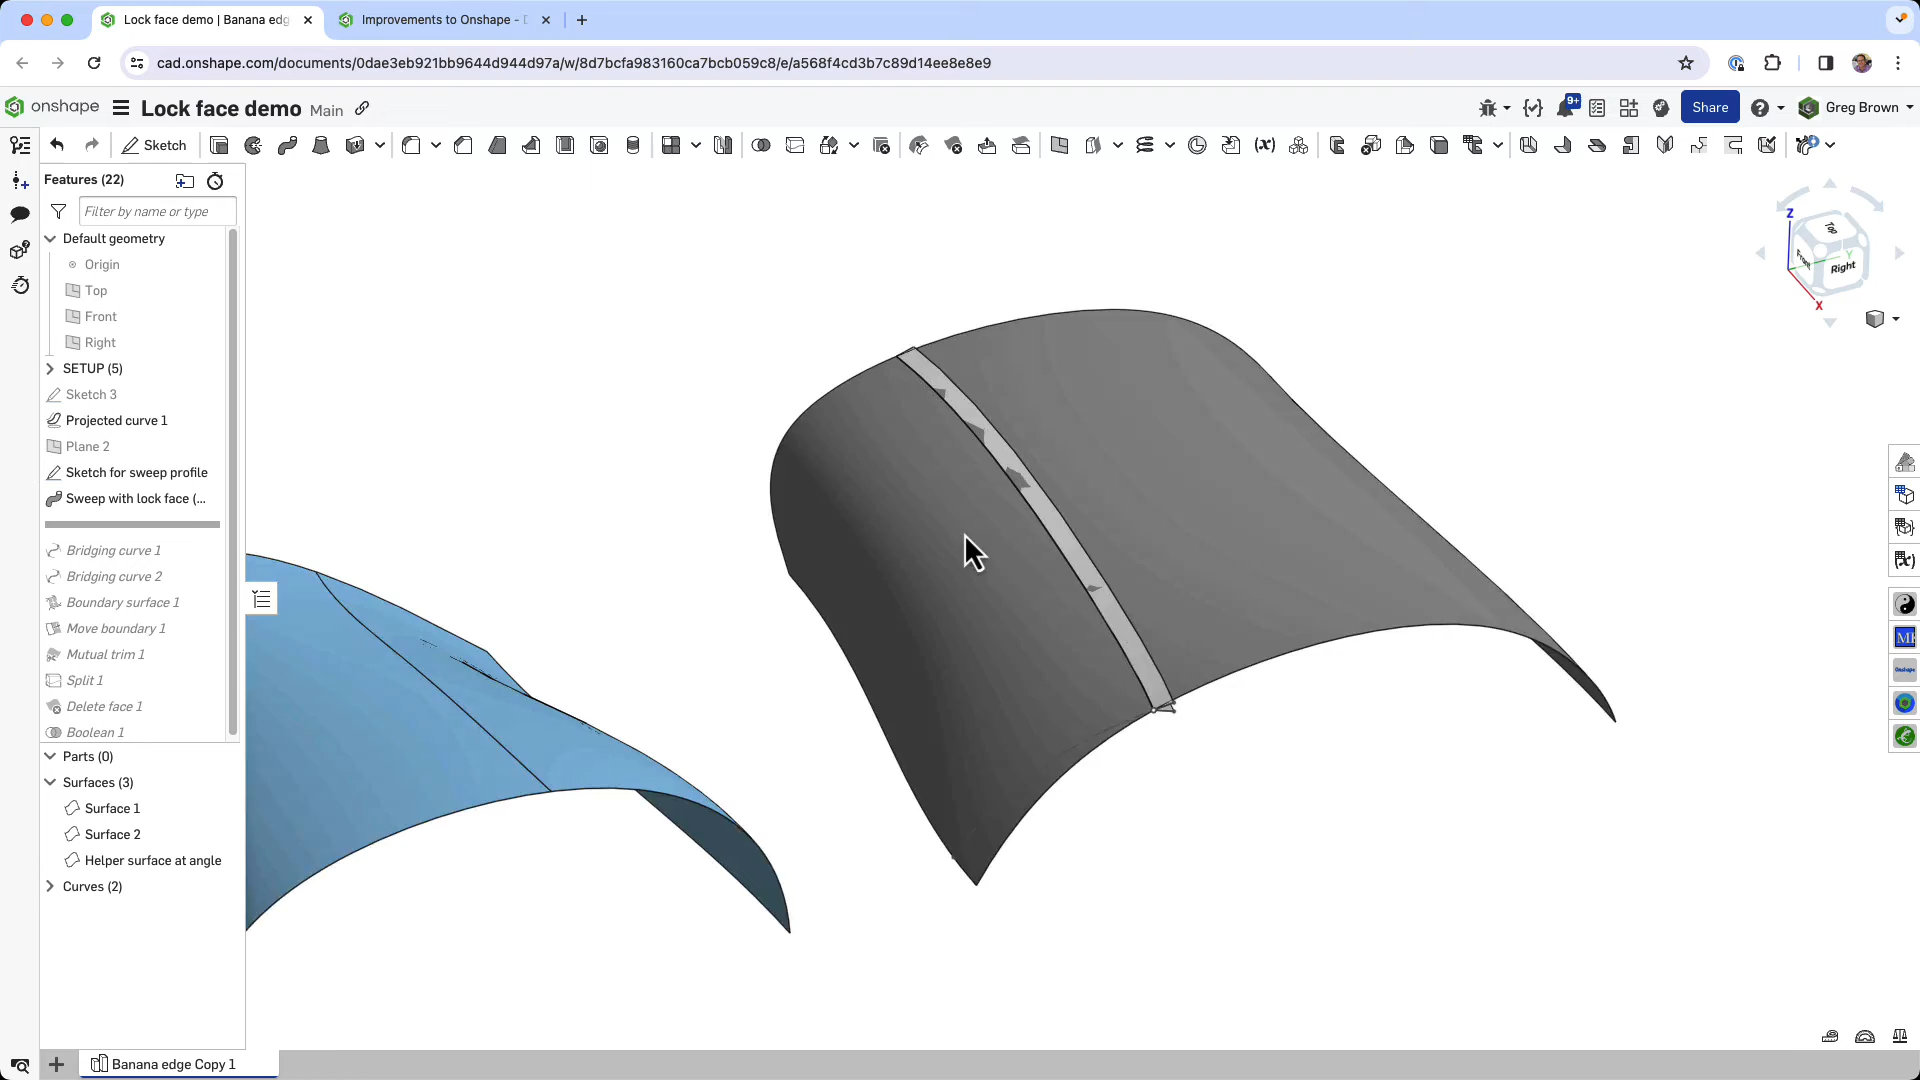 Lock face demo | Banana edg
Improvements to Onshape -
cad.onshape.com/documents/0dae3eb921bb9644d944d97a/w/8d7bcfa983160ca7bcb059c8/e/a568f4cd3b7c89d14ee8e8e9
onshape
Lock face demo
Main
9+
Share
Greg Brown
Sketch
(x)
Features (22)
Filter by name or type
Default geometry
Origin
Top
Front
Right
SETUP (5)
Sketch 3
Projected curve 1
Plane 2
Sketch for sweep profile
Sweep with lock face (...
Bridging curve 1
Bridging curve 2
Boundary surface 1
Move boundary 1
Mutual trim 1
Split 1
Delete face 1
Boolean 1
Parts (0)
Surfaces (3)
Surface 1
Surface 2
Helper surface at angle
Curves (2)
Z
Top
Front
Y
Right
X
(x)
Banana edge Copy 1